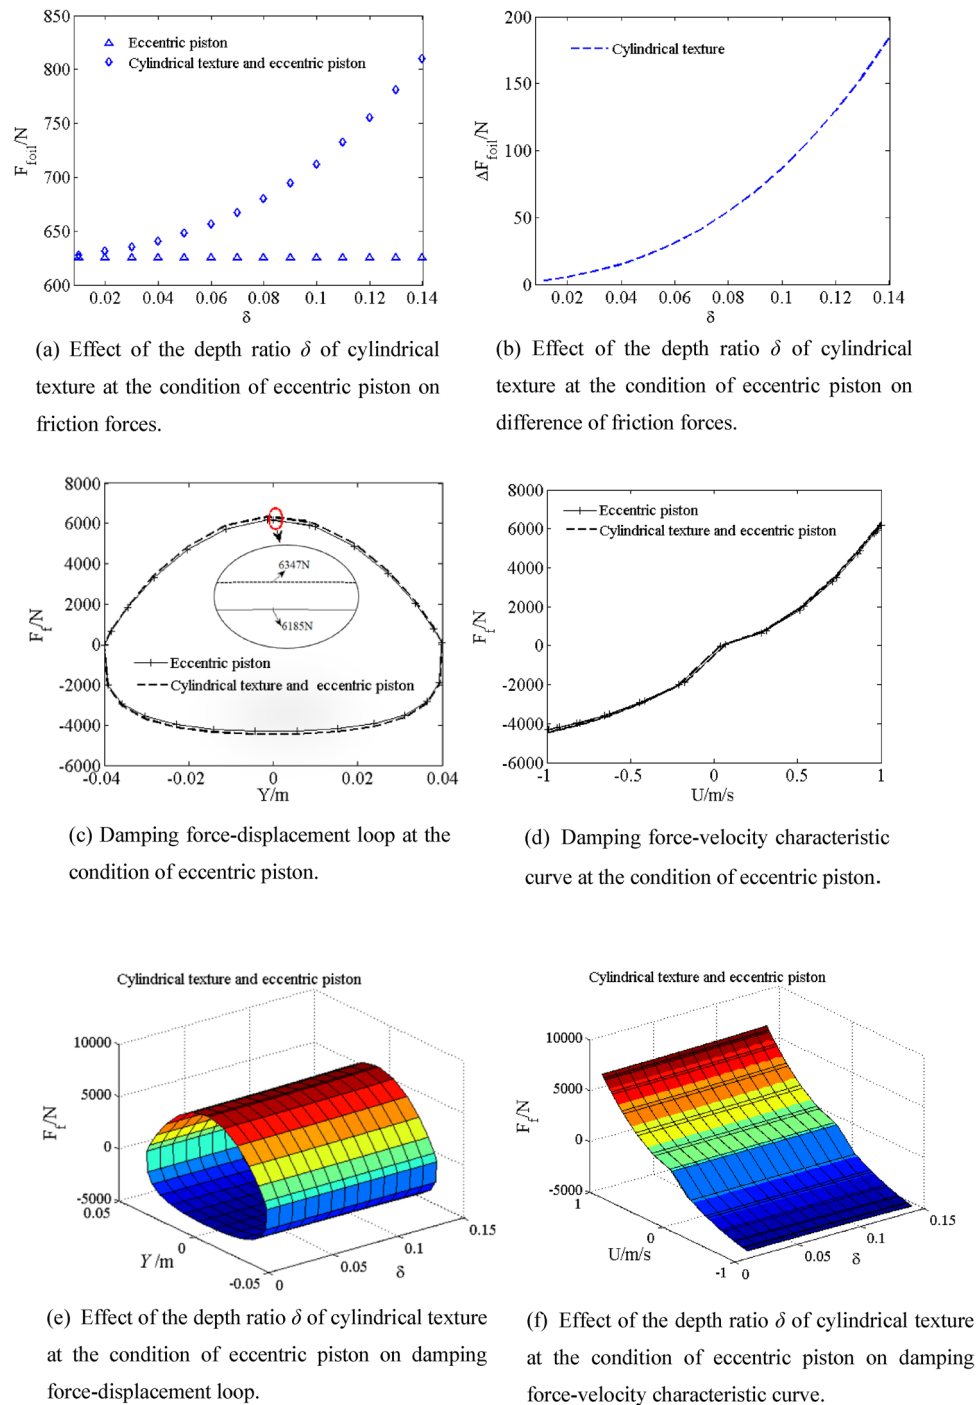 850
800
750
700
650
600
F_foil/N
Eccentric piston
Cylindrical texture and eccentric piston
0.02 0.04 0.06 0.08 0.1 0.12 0.14
δ
(a) Effect of the depth ratio δ of cylindrical
texture at the condition of eccentric piston on
friction forces.
200
150
100
50
0
ΔF_foil/N
Cylindrical texture
0.02 0.04 0.06 0.08 0.1 0.12 0.14
δ
(b) Effect of the depth ratio δ of cylindrical
texture at the condition of eccentric piston on
difference of friction forces.
8000
6000
4000
2000
0
-2000
-4000
-6000
F_f/N
6347N
6185N
Eccentric piston
Cylindrical texture and eccentric piston
-0.04 -0.02 0 0.02 0.04
Y/m
(c) Damping force-displacement loop at the
condition of eccentric piston.
8000
6000
4000
2000
0
-2000
-4000
-6000
F_f/N
Eccentric piston
Cylindrical texture and eccentric piston
-1 -0.5 0 0.5 1
U/m/s
(d) Damping force-velocity characteristic
curve at the condition of eccentric piston.
Cylindrical texture and eccentric piston
10000
5000
0
-5000
F_f/N
0.05
0
-0.05
Y/m
0
0.05
0.1
0.15
δ
(e) Effect of the depth ratio δ of cylindrical texture
at the condition of eccentric piston on damping
force-displacement loop.
Cylindrical texture and eccentric piston
10000
5000
0
-5000
F_f/N
1
0
-1
U/m/s
0
0.05
0.1
0.15
δ
(f) Effect of the depth ratio δ of cylindrical texture
at the condition of eccentric piston on damping
force-velocity characteristic curve.